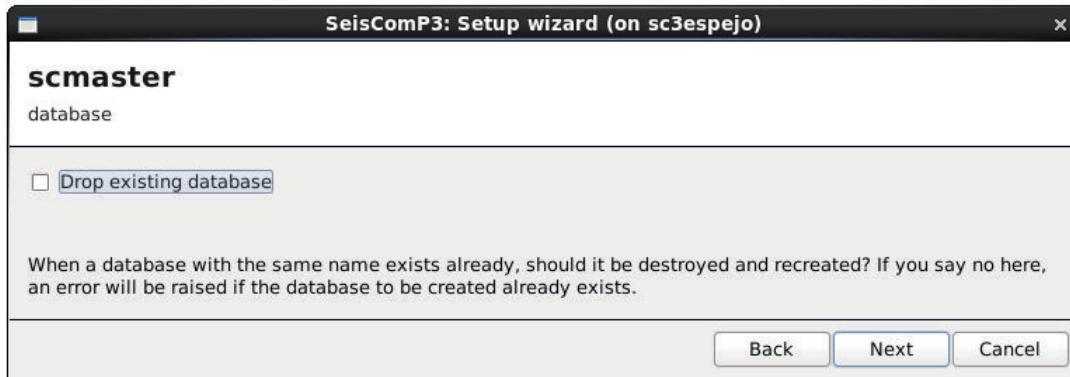 SeisComP3: Setup wizard (on sc3espejo)
scmaster
database
Drop existing database
When a database with the same name exists already, should it be destroyed and recreated? If you say no here,
an error will be raised if the database to be created already exists.
Back Next Cancel